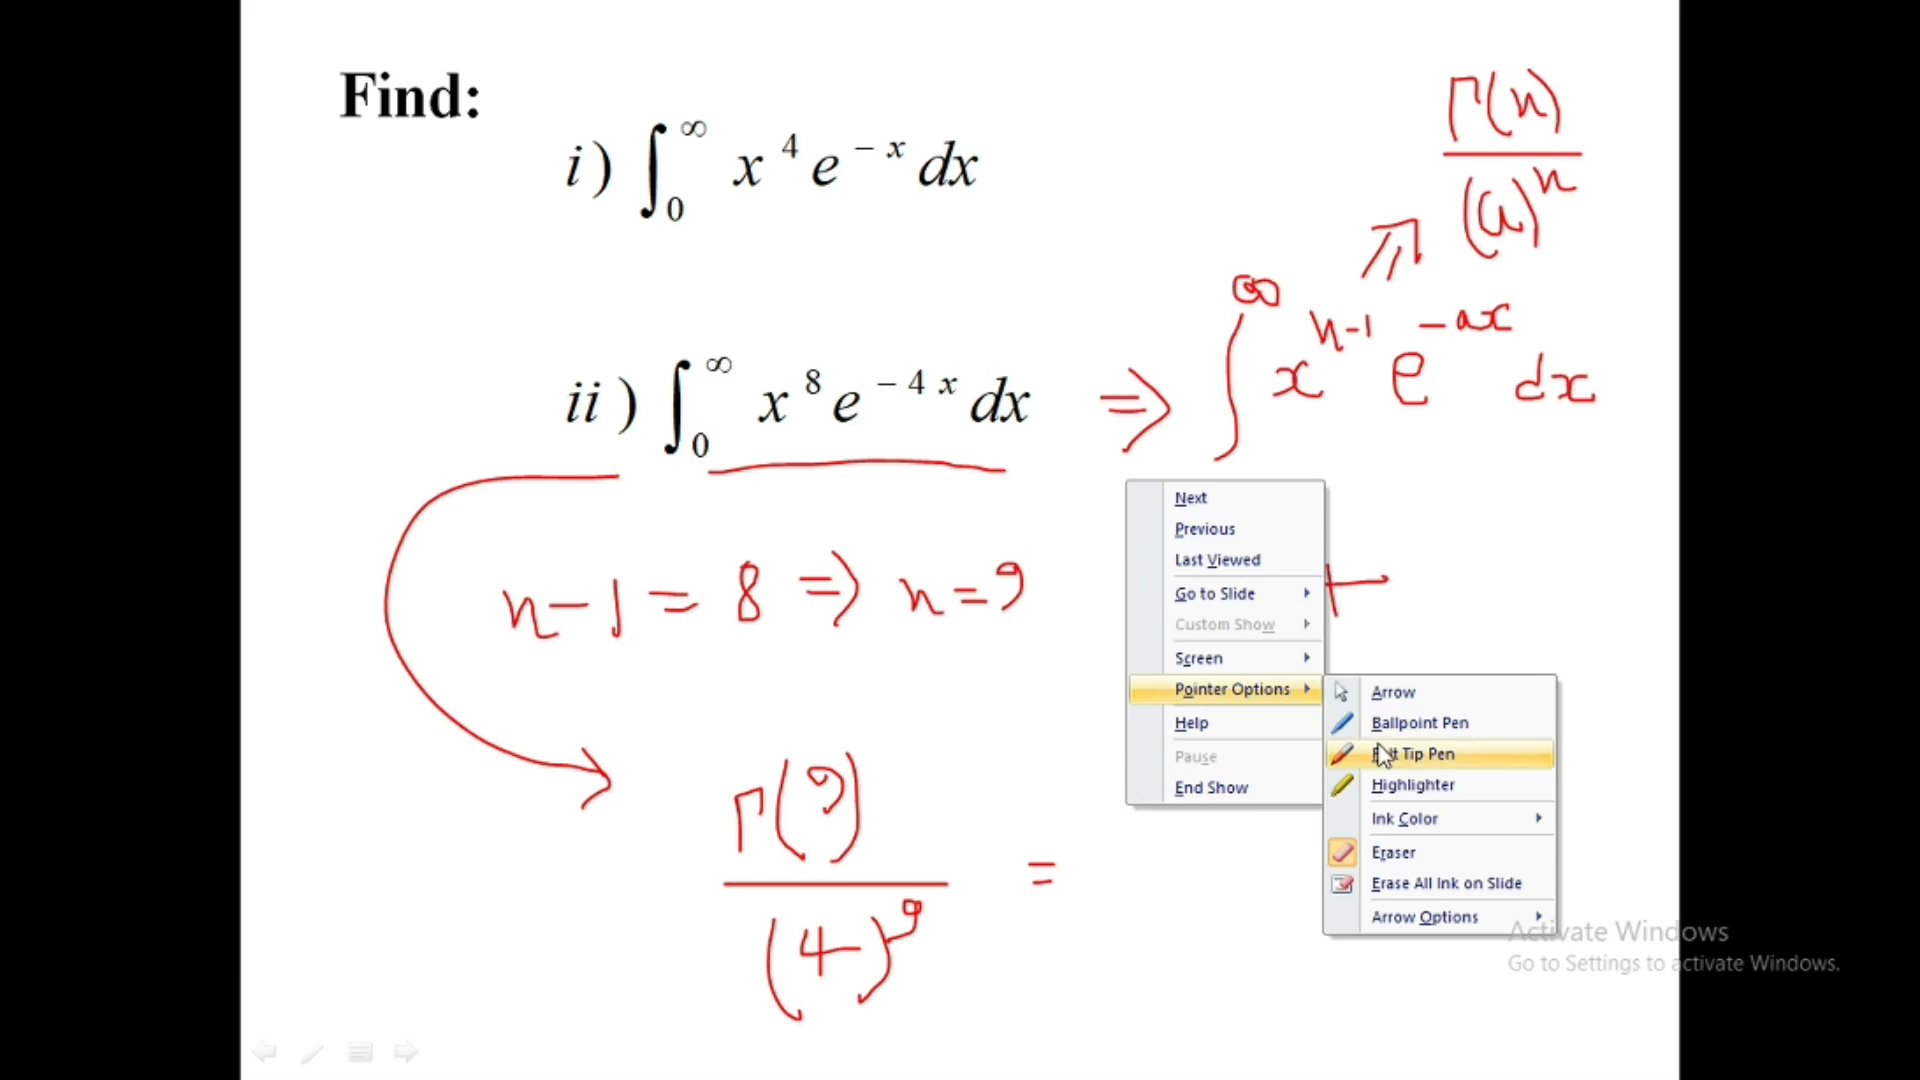 Find:
i ) ∫₀^∞ x⁴ e^{−x} dx
Γ(n) / (a)ⁿ
ii ) ∫₀^∞ x⁸ e^{−4x} dx ⇒ ∫^∞ x^{n-1} e^{-ax} dx
n-1 = 8 ⇒ n = 9
Γ(9) / (4)⁹ =
Next
Previous
Last Viewed
Go to Slide
Custom Show
Screen
Pointer Options
Help
Pause
End Show
Arrow
Ballpoint Pen
Tip Pen
Highlighter
Ink Color
Eraser
Erase All Ink on Slide
Arrow Options
Activate Windows
Go to Settings to activate Windows.